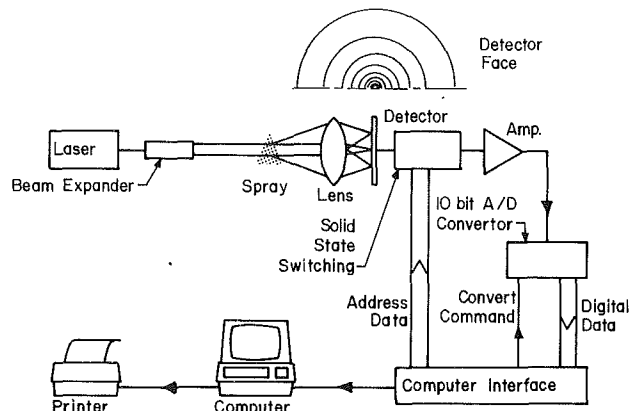 Detector
Face
Detector
Amp.
Laser
Beam Expander
Spray
Lens
10 bit A/D
Convertor
Solid
State
Switching
Address
Data
Convert
Command
Digital
Data
Computer Interface
Printer
Computer